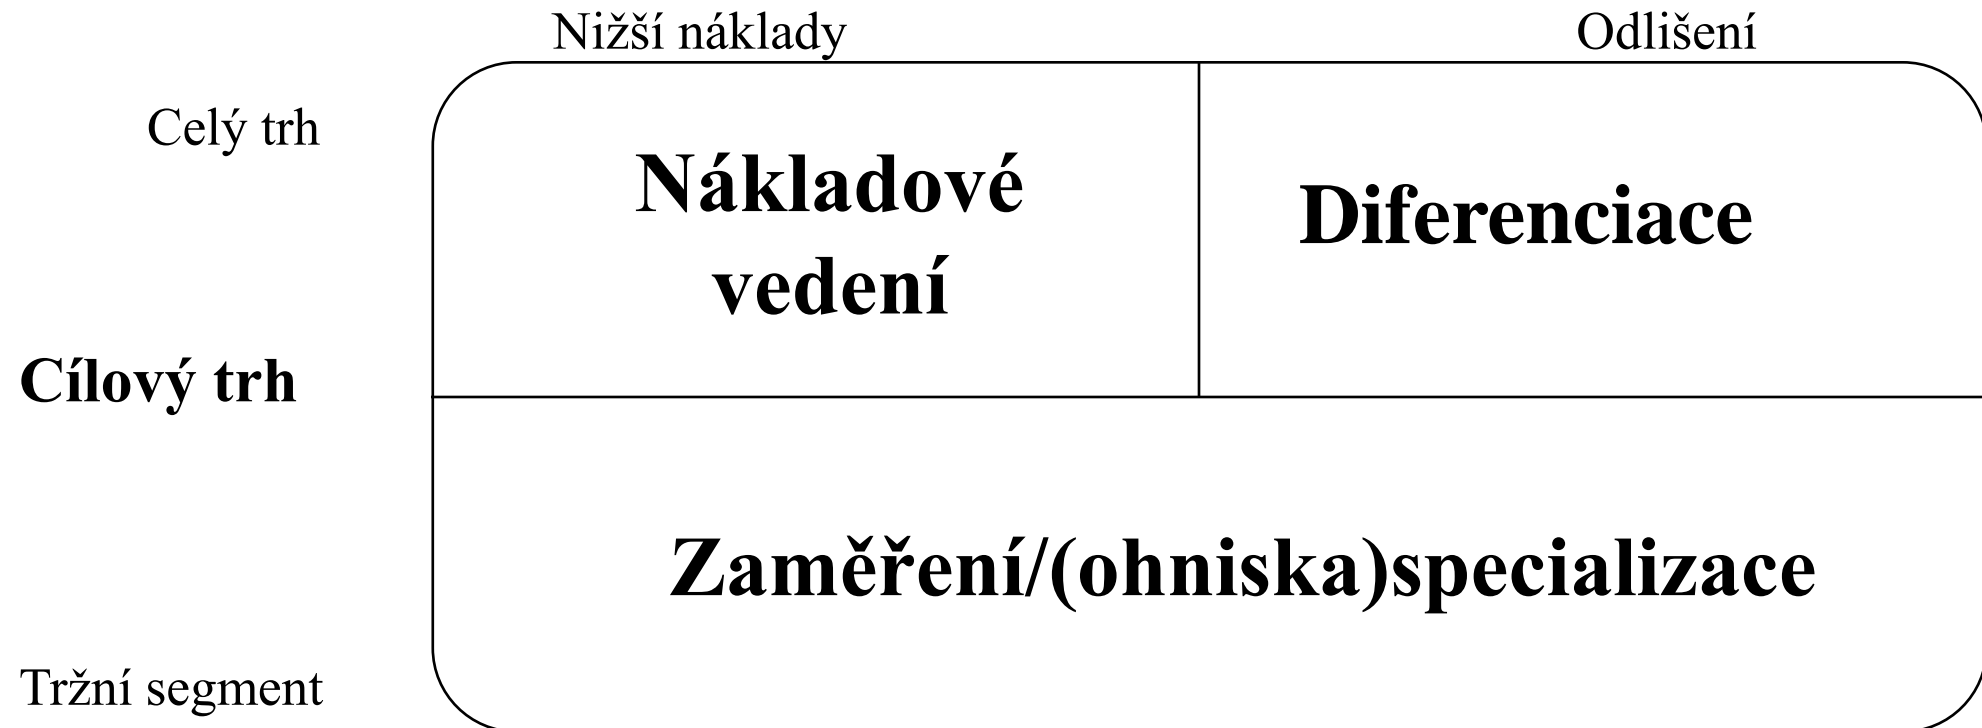 Nižší náklady
Odlišení
Celý trh
Nákladové
vedení
Diferenciace
Cílový trh
Zaměření/(ohniska)specializace
Tržní segment